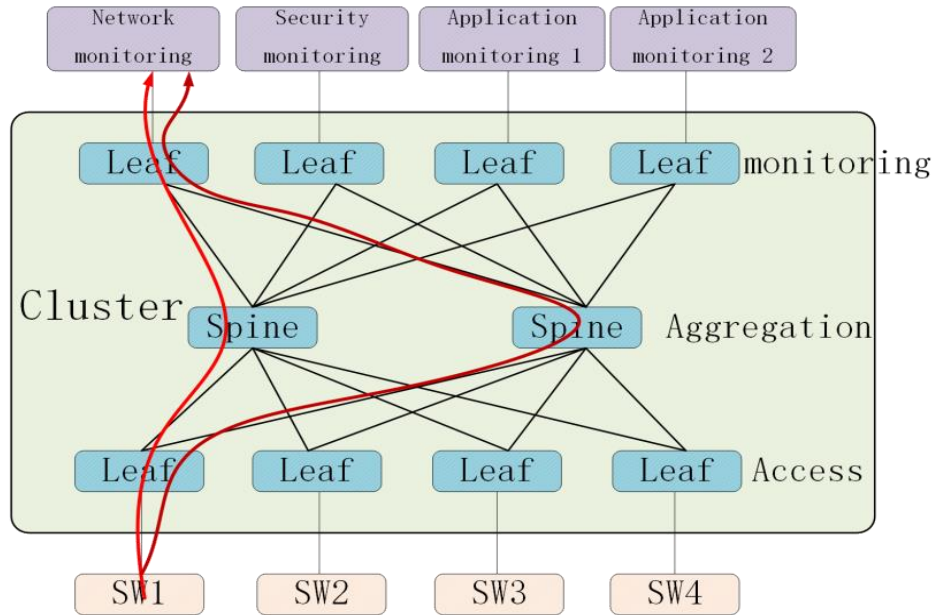 Network
monitoring
Security
monitoring
Application
monitoring 1
Application
monitoring 2
Leaf
Leaf
Leaf
Leaf
monitoring
Cluster
Spine
Spine
Aggregation
Leaf
Leaf
Leaf
Leaf
Access
SW1
SW2
SW3
SW4